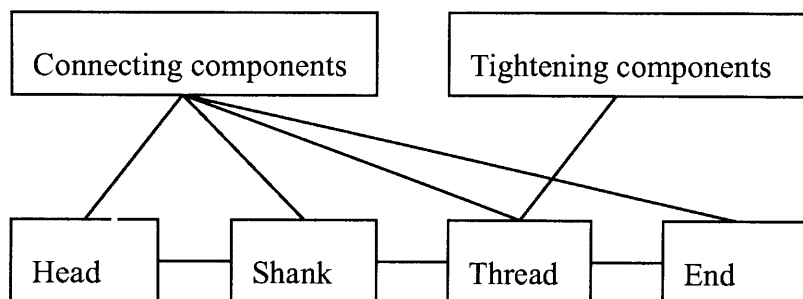 Connecting components
Tightening components
Head
Shank
Thread
End